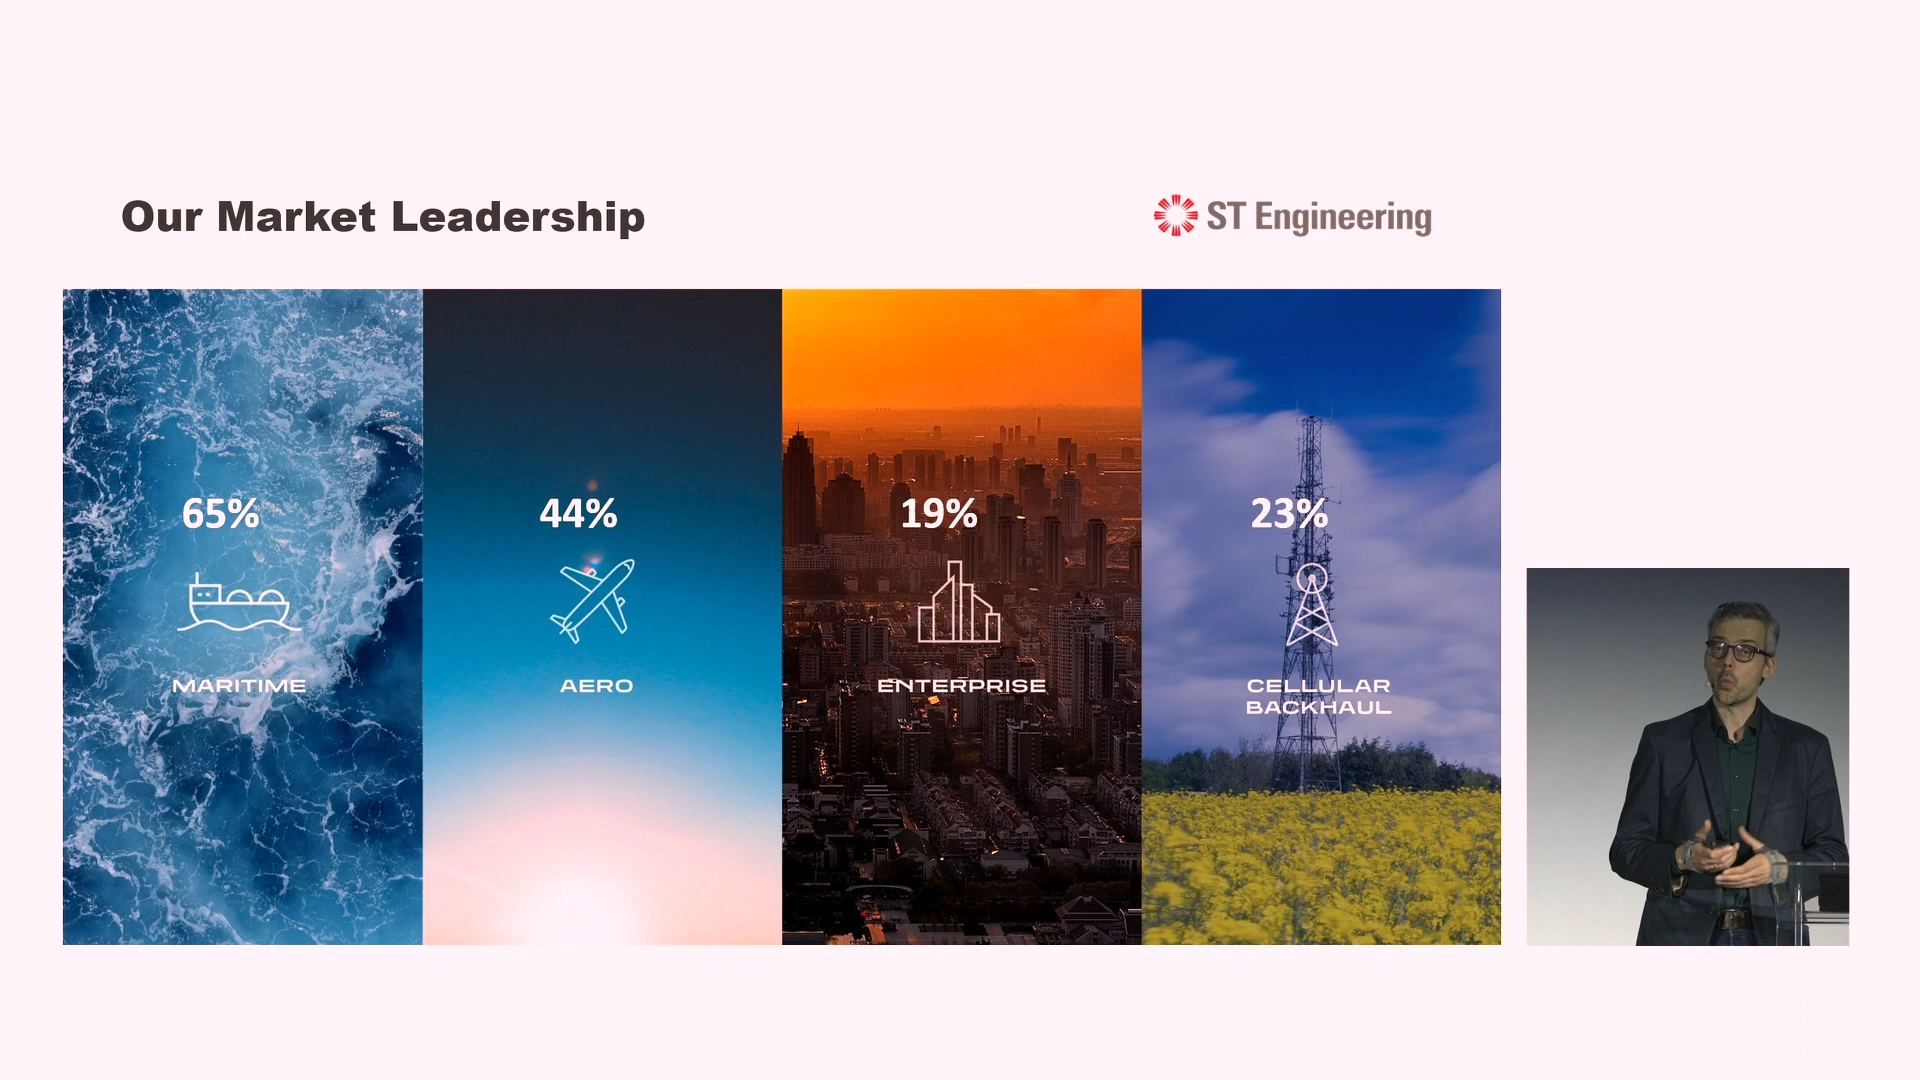 Our Market Leadership
ST Engineering
65%
44%
19%
23%
MARITIME
AERO
ENTERPRISE
CELLULAR
BACKHAUL